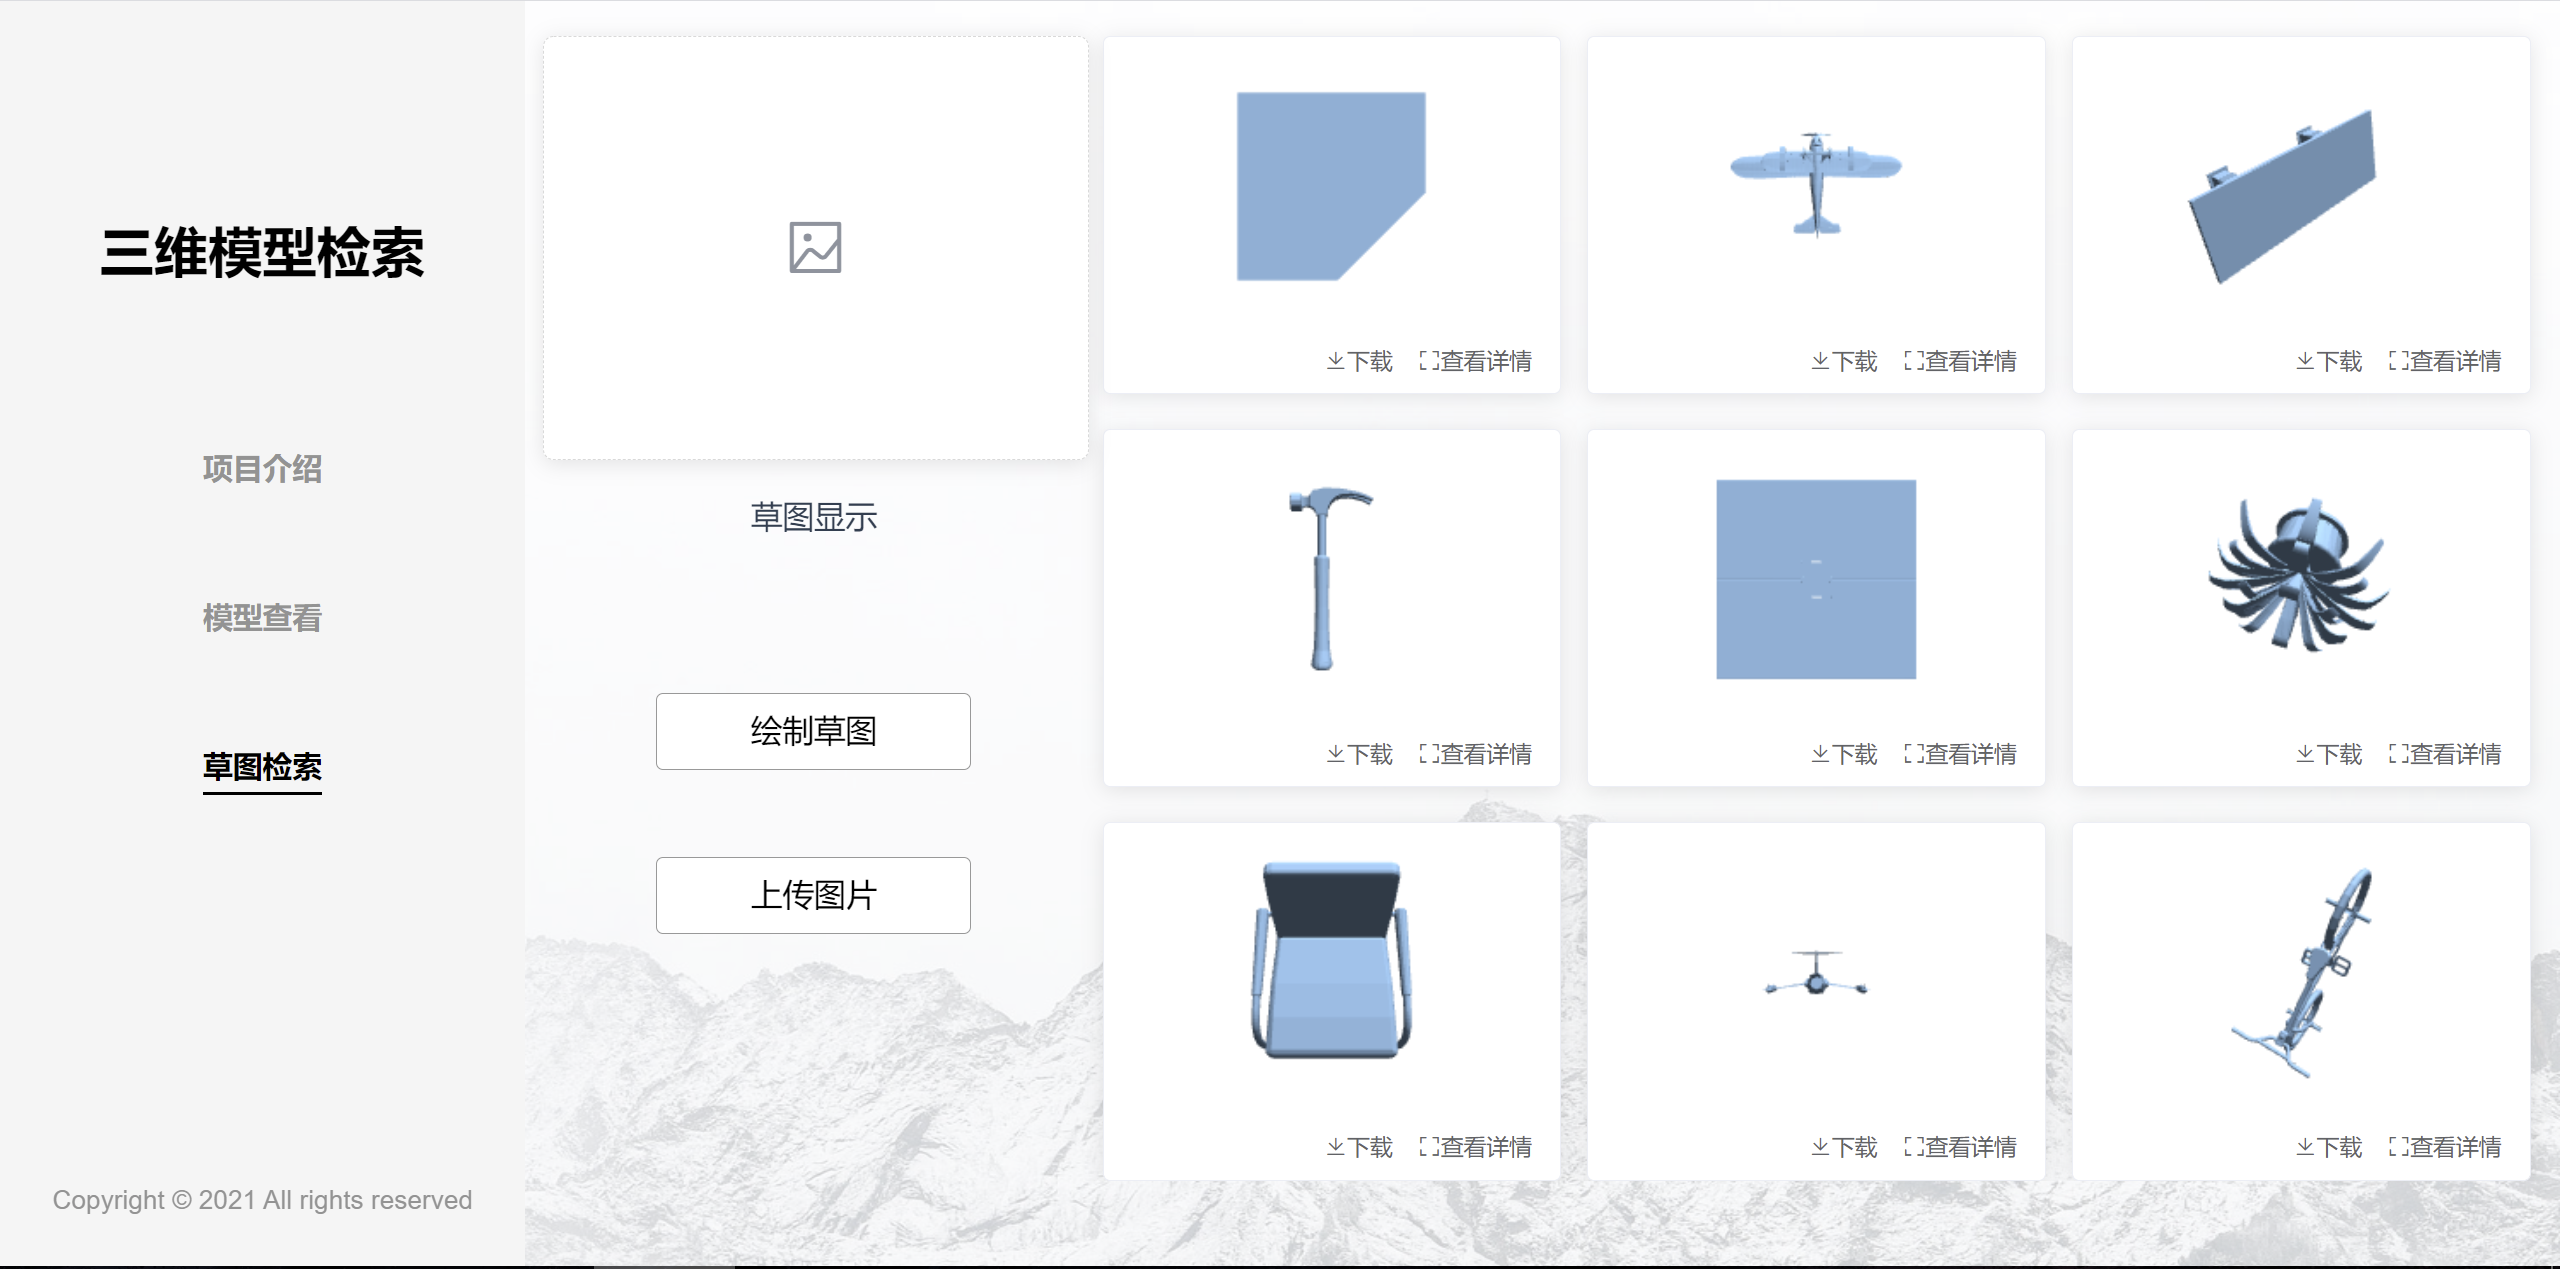 三维模型检索
项目介绍
模型查看
草图检索
Copyright © 2021 All rights reserved
草图显示
绘制草图
上传图片
下载 查看详情
下载 查看详情
下载 查看详情
下载 查看详情
下载 查看详情
下载 查看详情
下载 查看详情
下载 查看详情
下载 查看详情